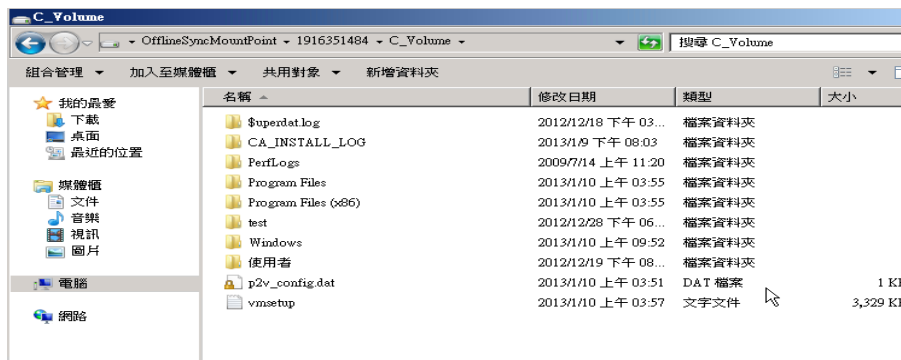 C_Volume
OfflineSyncMountPoint 1916351484 C_Volume 搜尋 C_Volume
組合管理 加入至媒體櫃 共用對象 新增資料夾
我的最愛
下載
桌面
最近的位置
媒體櫃
文件
音樂
視訊
圖片
電腦
網路
名稱 修改日期 類型 大小
$uperdat.log 2012/12/18 下午 03... 檔案資料夾
CA_INSTALL_LOG 2013/1/9 下午 08:03 檔案資料夾
PerfLogs 2009/7/14 上午 11:20 檔案資料夾
Program Files 2013/1/10 上午 03:55 檔案資料夾
Program Files (x86) 2013/1/10 上午 03:55 檔案資料夾
test 2012/12/28 下午 06... 檔案資料夾
Windows 2013/1/10 上午 09:52 檔案資料夾
使用者 2012/12/19 下午 08... 檔案資料夾
p2v_config.dat 2013/1/10 上午 03:51 DAT 檔案 1 KB
vmsetup 2013/1/10 上午 03:57 文字文件 3,329 KB